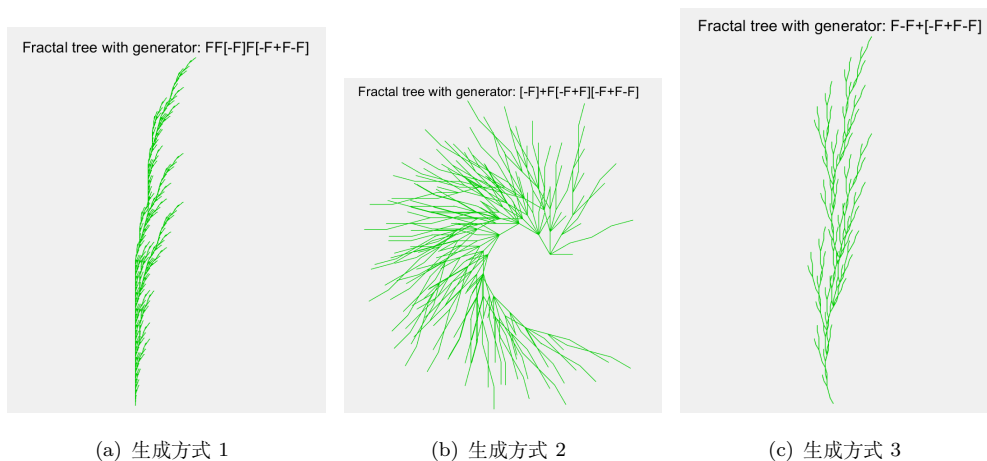 Fractal tree with generator: FF[-F]F[-F+F-F]
(a) 生成方式 1
Fractal tree with generator: [-F]+F[-F+F][-F+F-F]
(b) 生成方式 2
Fractal tree with generator: F-F+[-F+F-F]
(c) 生成方式 3